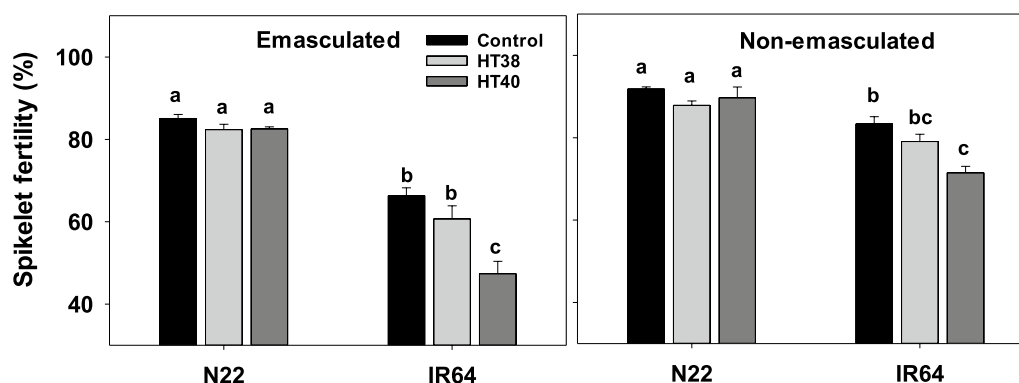 Spikelet fertility (%)
100
80
60
40
Emasculated
Control
HT38
HT40
a
a
a
b
b
c
N22
IR64
Non-emasculated
a
a
a
b
bc
c
N22
IR64